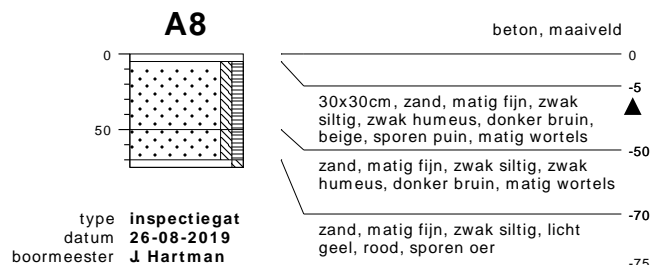 A8
beton, maaiveld
0
0
-5
30x30cm, zand, matig fijn, zwak
siltig, zwak humeus, donker bruin,
beige, sporen puin, matig wortels
50
-50
zand, matig fijn, zwak siltig, zwak
humeus, donker bruin, matig wortels
-70
zand, matig fijn, zwak siltig, licht
geel, rood, sporen oer
-75
type inspectiegat
datum 26-08-2019
boormeester J. Hartman